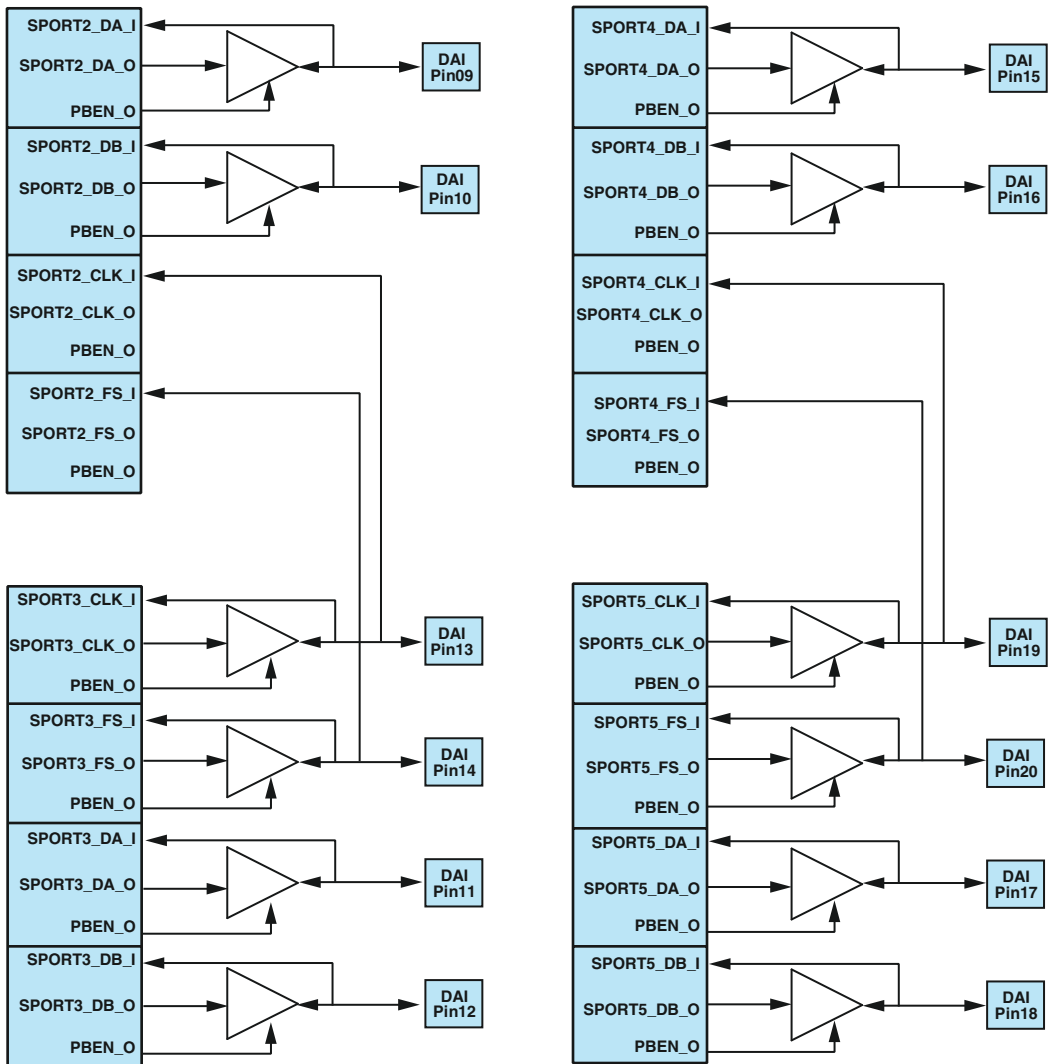 SPORT2_DA_I
SPORT2_DA_O
PBEN_O
DAI
Pin09
SPORT2_DB_I
SPORT2_DB_O
PBEN_O
DAI
Pin10
SPORT2_CLK_I
SPORT2_CLK_O
PBEN_O
SPORT2_FS_I
SPORT2_FS_O
PBEN_O
SPORT3_CLK_I
SPORT3_CLK_O
PBEN_O
DAI
Pin13
SPORT3_FS_I
SPORT3_FS_O
PBEN_O
DAI
Pin14
SPORT3_DA_I
SPORT3_DA_O
PBEN_O
DAI
Pin11
SPORT3_DB_I
SPORT3_DB_O
PBEN_O
DAI
Pin12
SPORT4_DA_I
SPORT4_DA_O
PBEN_O
DAI
Pin15
SPORT4_DB_I
SPORT4_DB_O
PBEN_O
DAI
Pin16
SPORT4_CLK_I
SPORT4_CLK_O
PBEN_O
SPORT4_FS_I
SPORT4_FS_O
PBEN_O
SPORT5_CLK_I
SPORT5_CLK_O
PBEN_O
DAI
Pin19
SPORT5_FS_I
SPORT5_FS_O
PBEN_O
DAI
Pin20
SPORT5_DA_I
SPORT5_DA_O
PBEN_O
DAI
Pin17
SPORT5_DB_I
SPORT5_DB_O
PBEN_O
DAI
Pin18